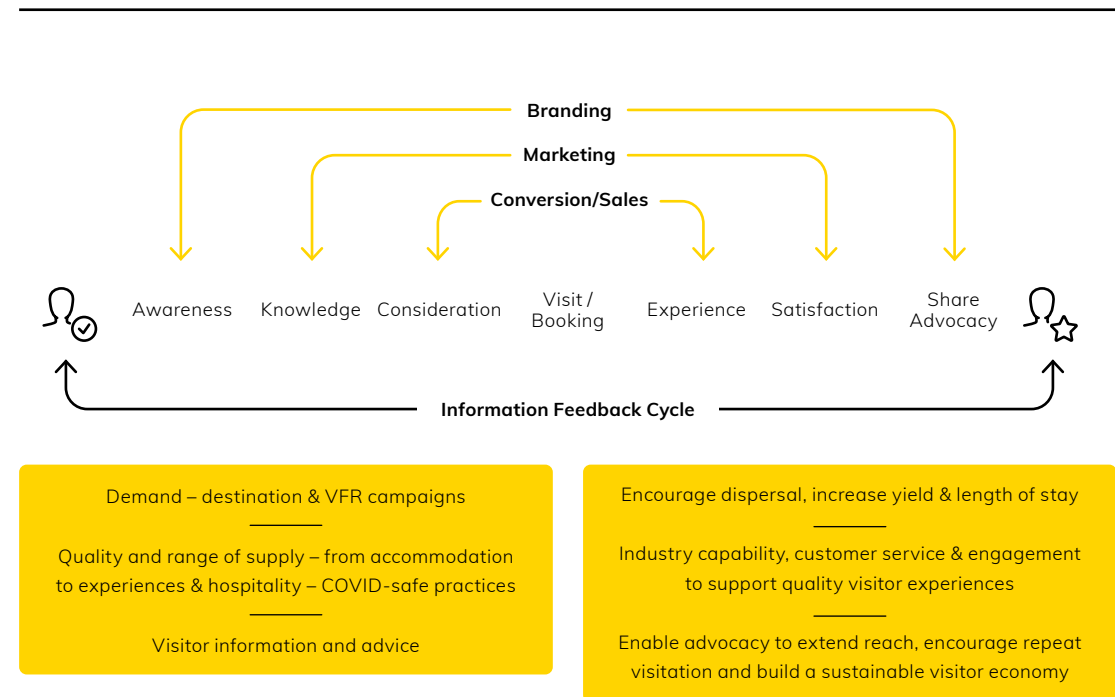 Branding
Marketing
Conversion/Sales
Awareness
Knowledge
Consideration
Visit /
Booking
Experience
Satisfaction
Share
Advocacy
Information Feedback Cycle
Demand – destination & VFR campaigns
Quality and range of supply – from accommodation
to experiences & hospitality – COVID-safe practices
Visitor information and advice
Encourage dispersal, increase yield & length of stay
Industry capability, customer service & engagement
to support quality visitor experiences
Enable advocacy to extend reach, encourage repeat
visitation and build a sustainable visitor economy